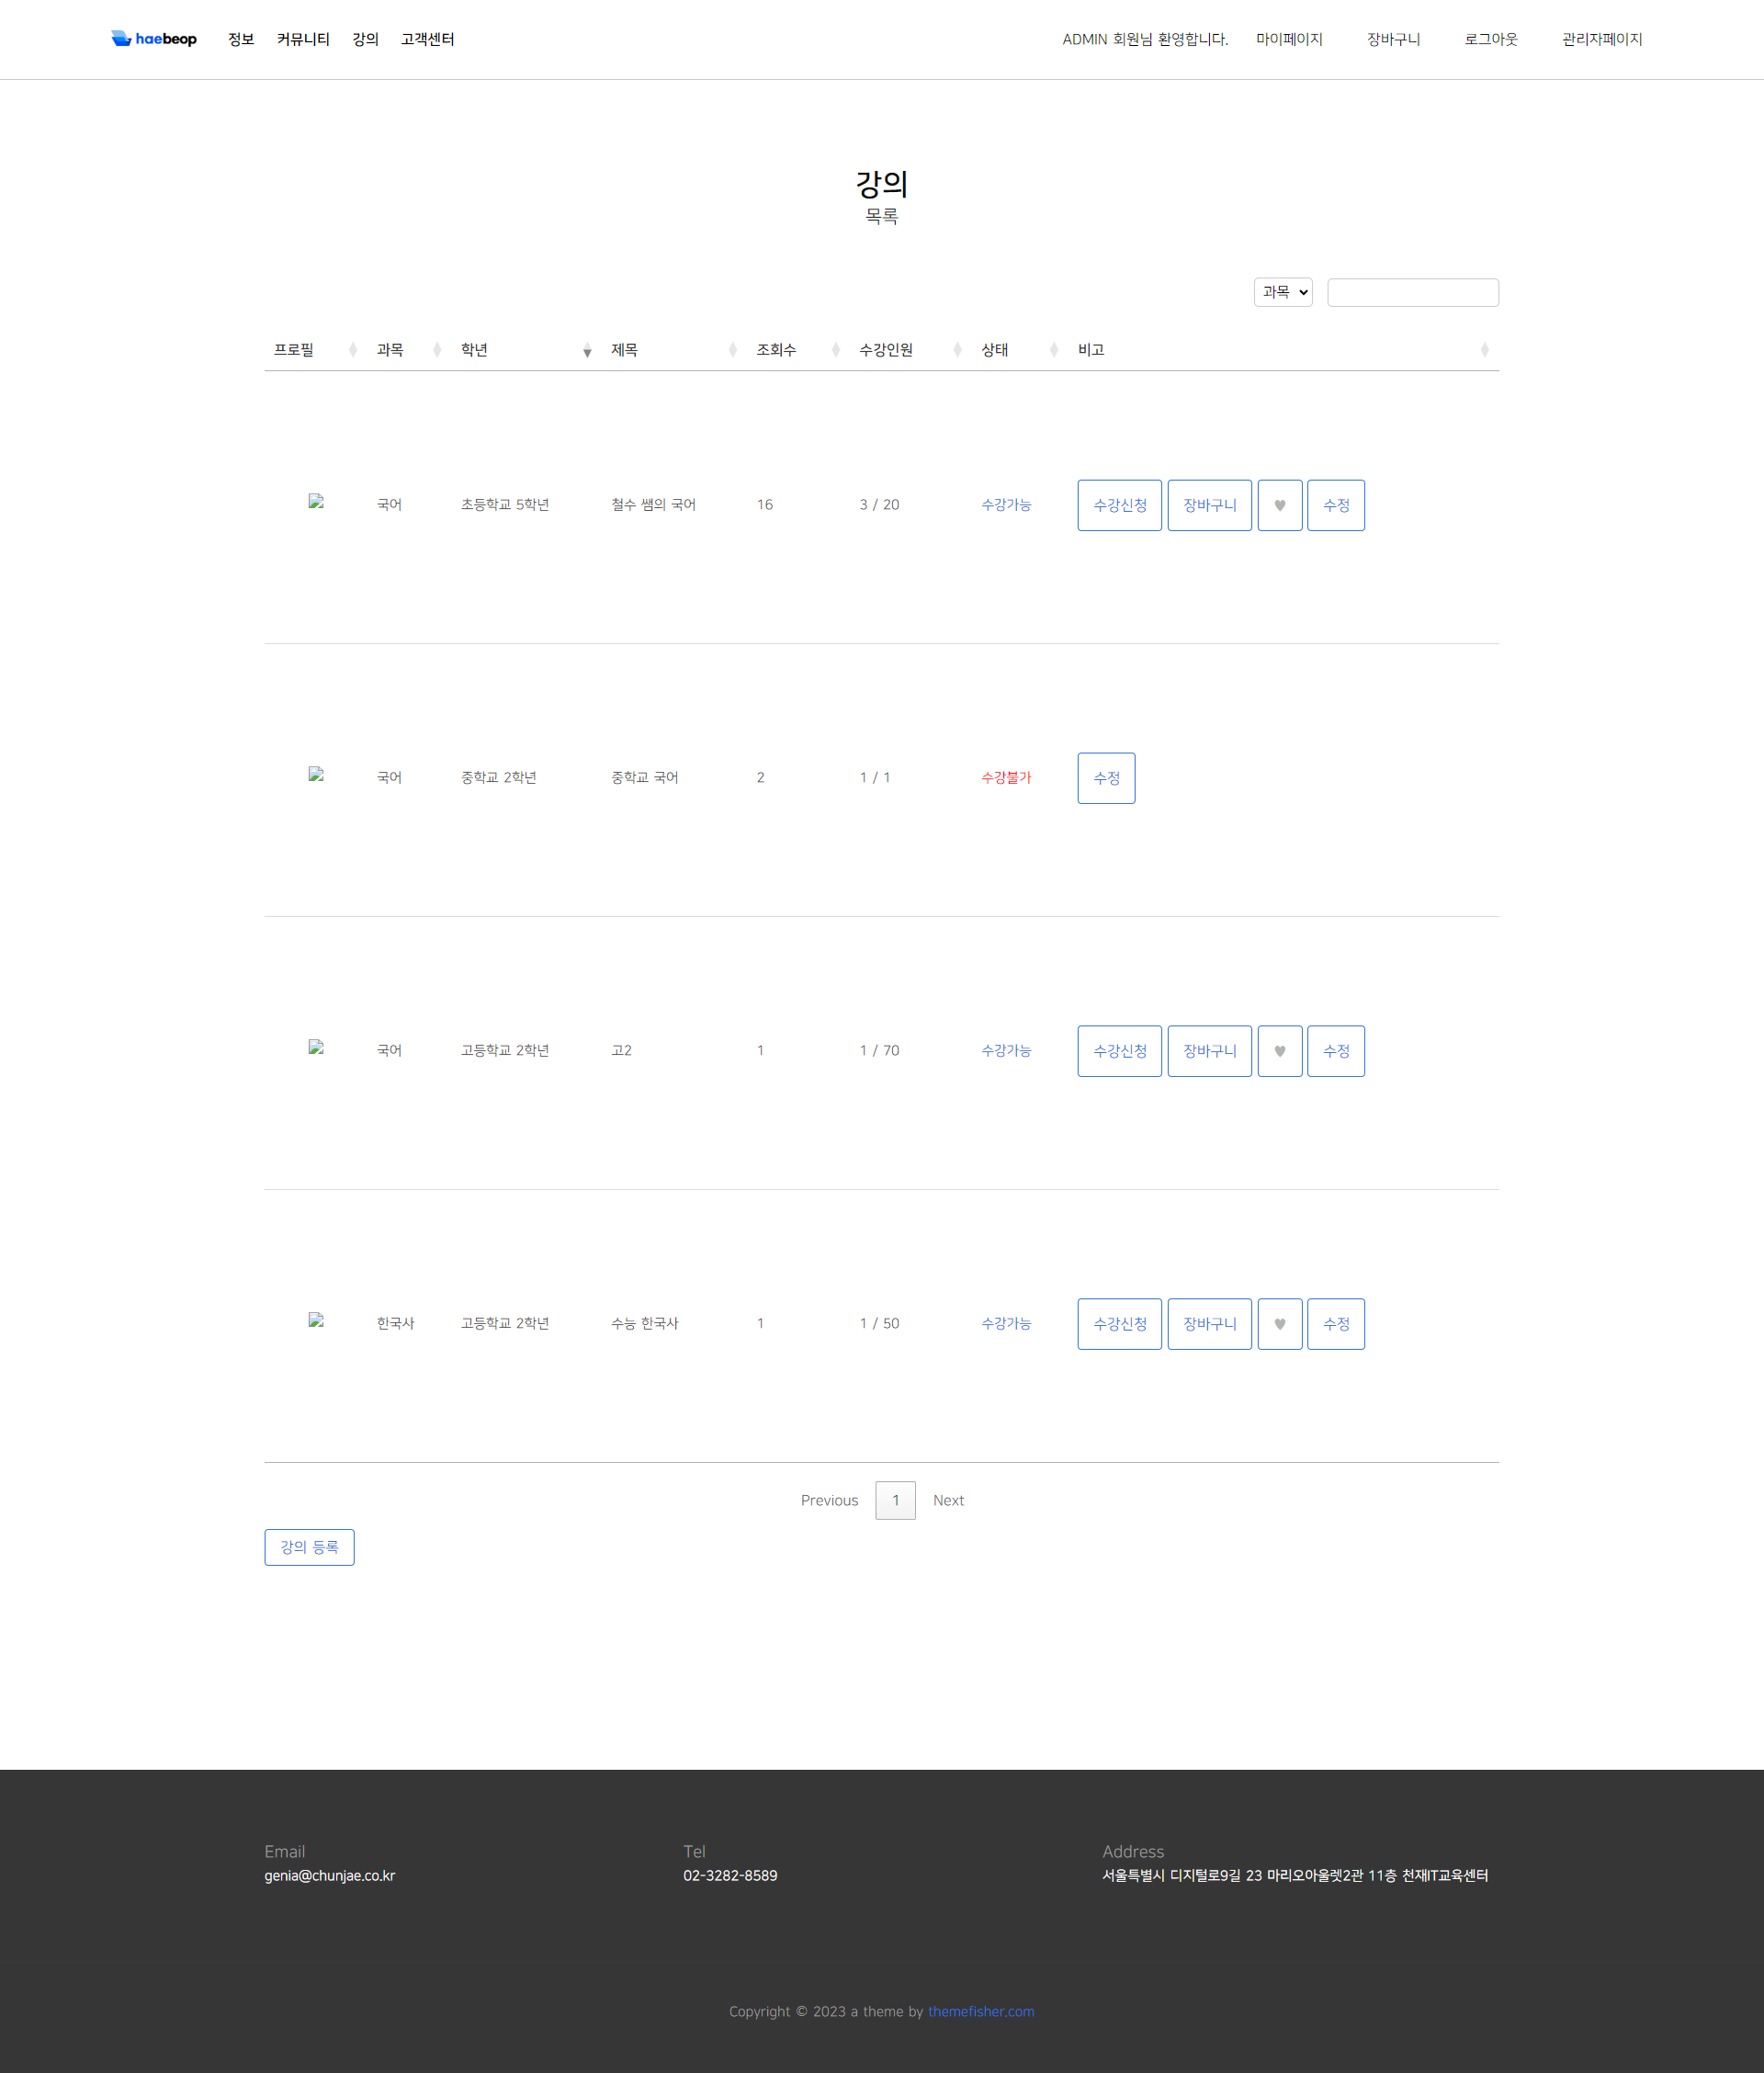 haebeop 정보 커뮤니티 강의 고객센터 ADMIN 회원님 환영합니다. 마이페이지 장바구니 로그아웃 관리자페이지
강의
목록
과목
프로필 과목 학년 제목 조회수 수강인원 상태 비고
국어 초등학교 5학년 철수 쌤의 국어 16 3 / 20 수강가능 수강신청 장바구니 ♥ 수정
국어 중학교 2학년 중학교 국어 2 1 / 1 수강불가 수정
국어 고등학교 2학년 고2 1 1 / 70 수강가능 수강신청 장바구니 ♥ 수정
한국사 고등학교 2학년 수능 한국사 1 1 / 50 수강가능 수강신청 장바구니 ♥ 수정
Previous 1 Next
강의 등록
Email Tel Address
genia@chunjae.co.kr 02-3282-8589 서울특별시 디지털로9길 23 마리오아울렛2관 11층 천재IT교육센터
Copyright © 2023 a theme by themefisher.com